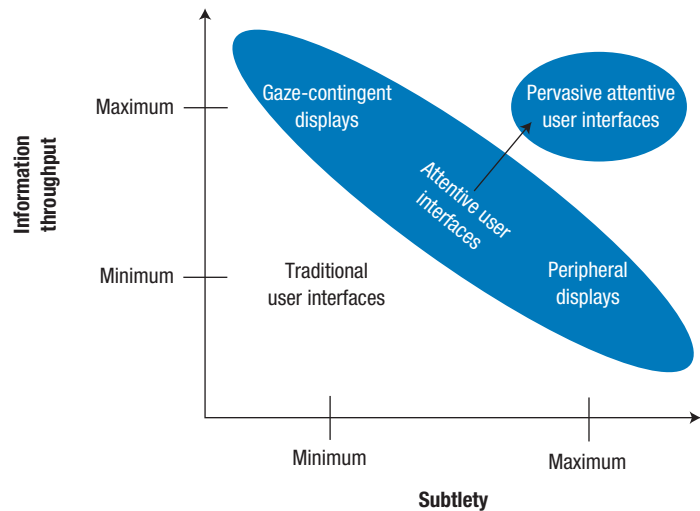 Information
throughput
Maximum
Minimum
Gaze-contingent
displays
Pervasive attentive
user interfaces
Attentive user
interfaces
Traditional
user interfaces
Peripheral
displays
Minimum
Maximum
Subtlety